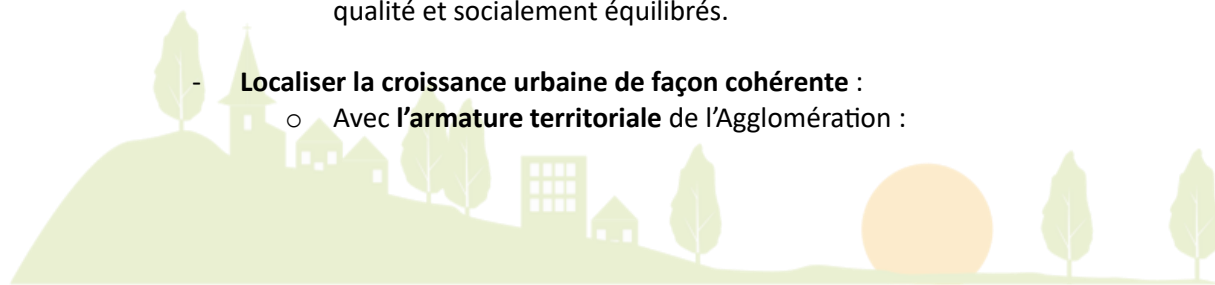 qualité et socialement équilibrés.
- Localiser la croissance urbaine de façon cohérente :
o Avec l’armature territoriale de l’Agglomération :